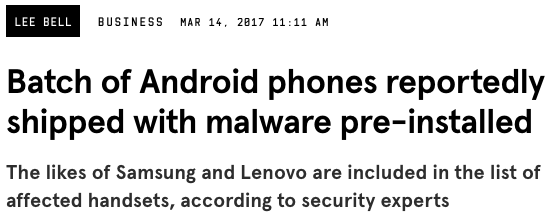 LEE BELL BUSINESS MAR 14, 2017 11:11 AM
Batch of Android phones reportedly
shipped with malware pre-installed
The likes of Samsung and Lenovo are included in the list of
affected handsets, according to security experts